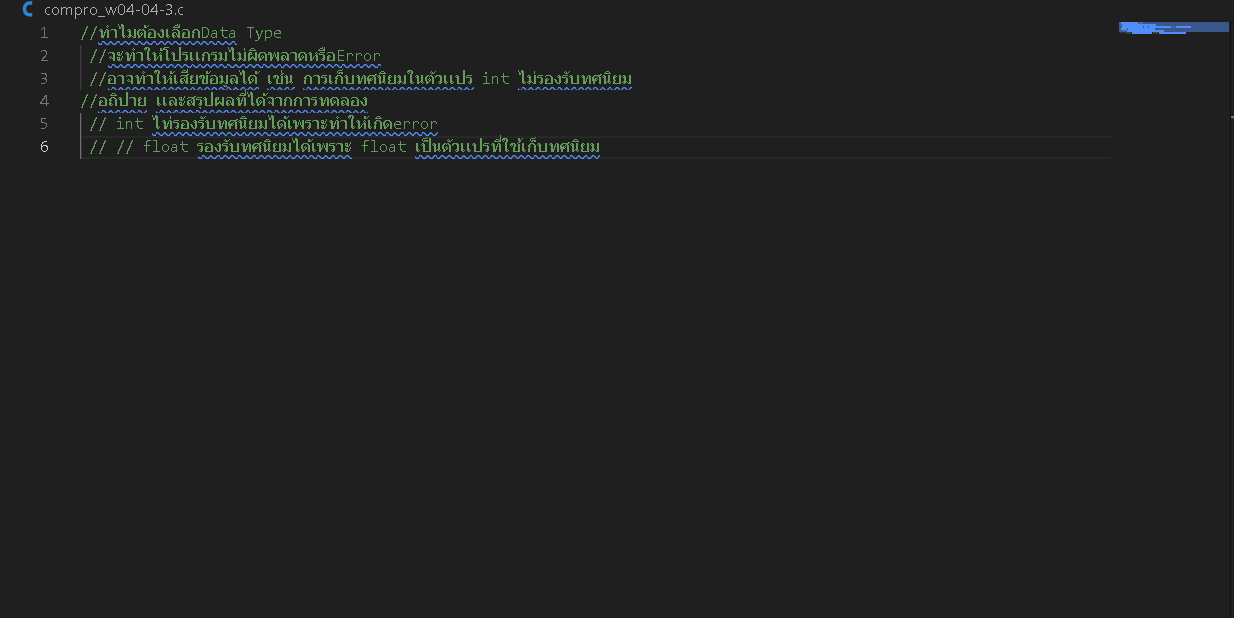 compro_w04-04-3.c
1 //ทำไมต้องเลือกData Type
2 //จะทำให้โปรแกรมไม่ผิดพลาดหรือError
3 //อาจทำให้เสียข้อมูลได้ เช่น การเก็บทศนิยมในตัวแปร int ไม่รองรับทศนิยม
4 //อถิปาย และสรุปผลที่ได้จากการทดลอง
5 // int ไท่รองรับทศนิยมได้เพราะทำให้เกิดerror
6 // // float รองรับทศนิยมได้เพราะ float เป็นตัวแปรที่ใช้เก็บทศนิยม